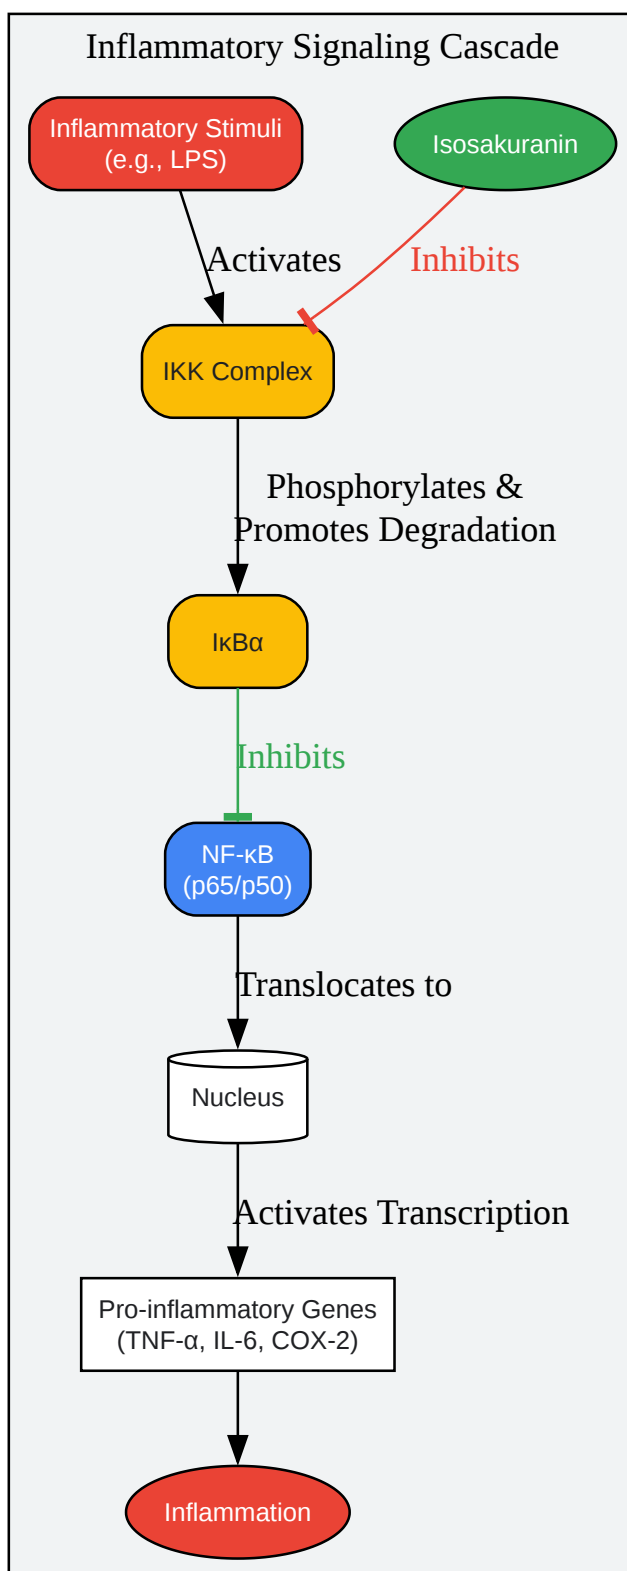 Inflammatory Signaling Cascade
Inflammatory Stimuli
(e.g., LPS)
Isosakuranin
Activates
Inhibits
IKK Complex
Phosphorylates &
Promotes Degradation
IκBα
Inhibits
NF-κB
(p65/p50)
Translocates to
Nucleus
Activates Transcription
Pro-inflammatory Genes
(TNF-α, IL-6, COX-2)
Inflammation